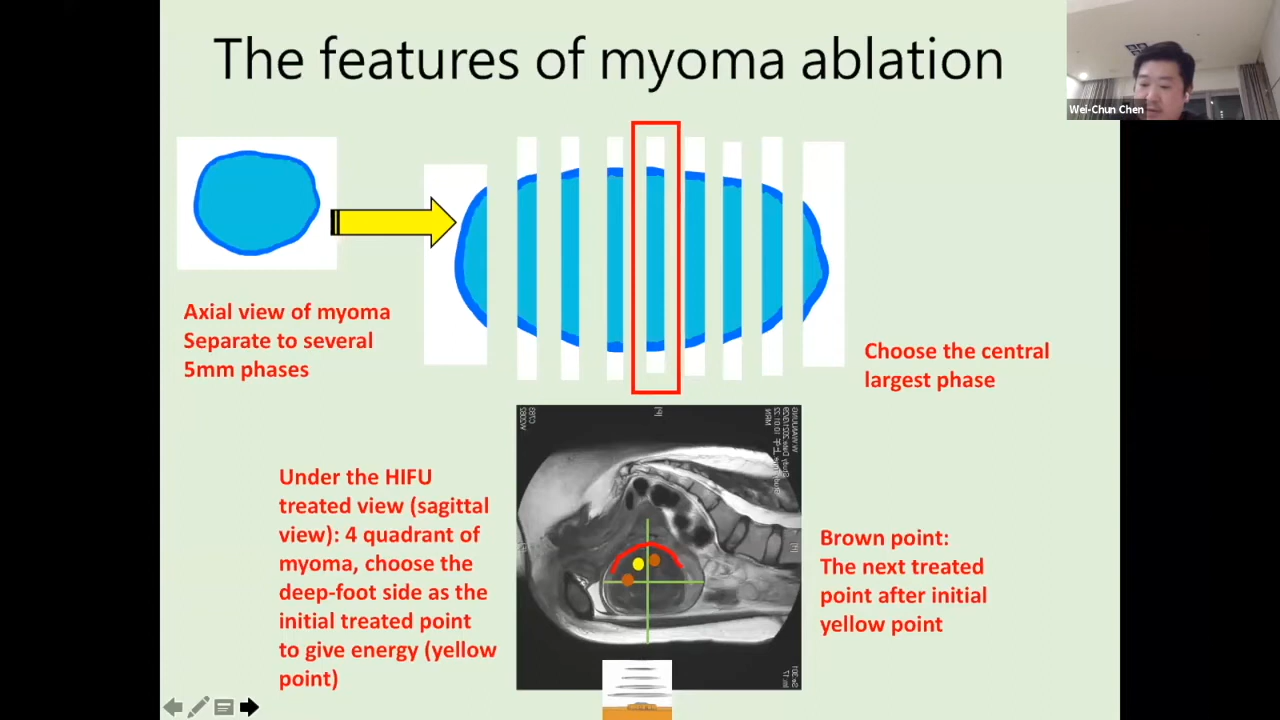 The features of myoma ablation
Wei-Chun Chen
Axial view of myoma
Separate to several
5mm phases
Choose the central
largest phase
Under the HIFU
treated view (sagittal
view): 4 quadrant of
myoma, choose the
deep-foot side as the
initial treated point
to give energy (yellow
point)
Brown point:
The next treated
point after initial
yellow point